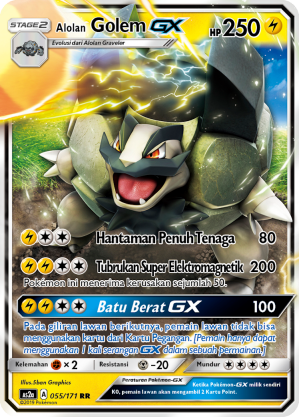 STAGE2 Alolan Golem GX HP 250
Evolusi dari Alolan Graveler
Hantaman Penuh Tenaga 80
Tubrukan Super Elektromagnetik 200
Pokémon ini menerima kerusakan sejumlah 50.
Batu Berat GX 100
Pada giliran lawan berikutnya, pemain lawan tidak bisa
menggunakan kartu dari Kartu Pegangan. (Pemain hanya dapat
menggunakan 1 kali serangan GX dalam sebuah permainan.)
Kelemahan × 2 Resistansi -20 Mundur
Illus. 5ban Graphics
Peraturan Pokémon-GX
Ketika Pokémon-GX milik sendiri
KO, lawan mengambil 2 Kartu Point.
AS2a A 055/171 RR
©2019 Pokémon